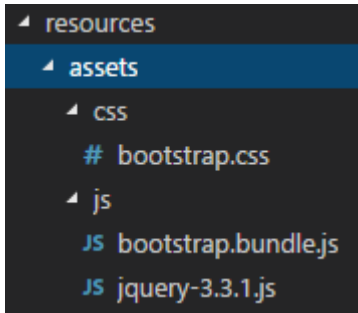 resources
assets
css
# bootstrap.css
js
JS bootstrap.bundle.js
JS jquery-3.3.1.js